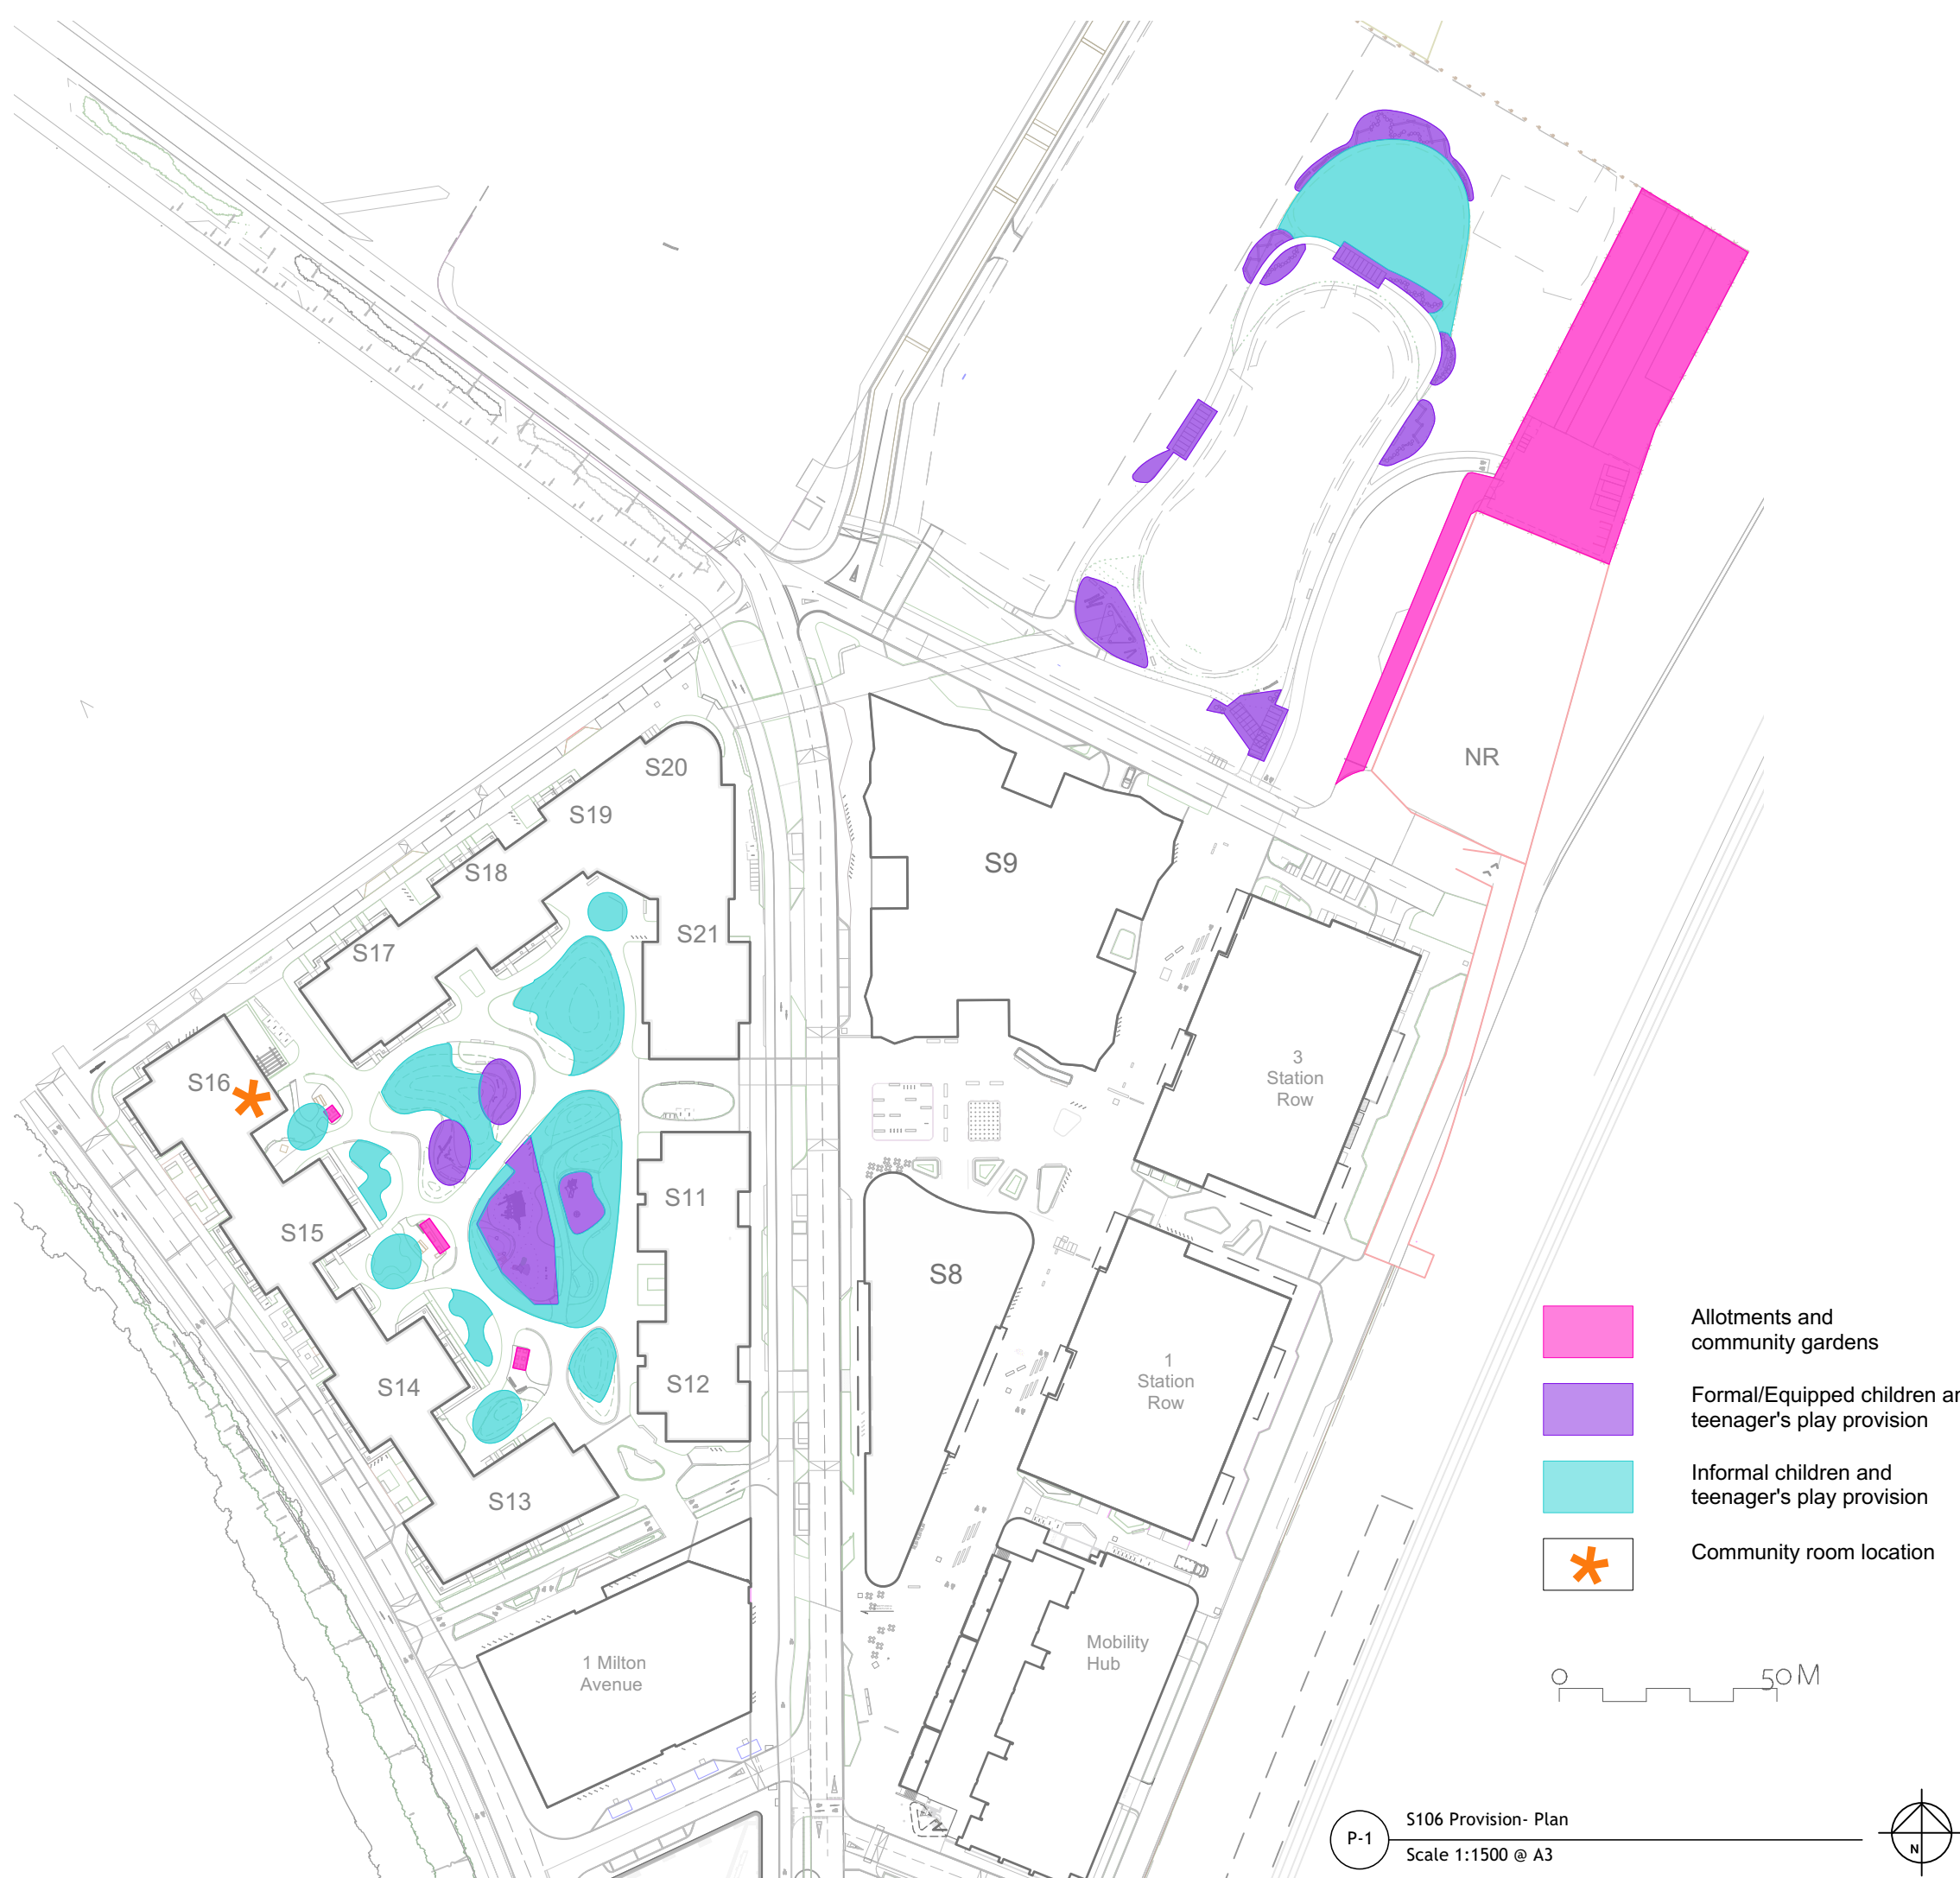 NR
S20
S19
S9
S18
S21
S17
3
Station
Row
S16
S11
S15
S8
Allotments and
community gardens
1
Station
Row
S12
S14
Formal/Equipped children an
teenager's play provision
Informal children and
teenager's play provision
S13
Community room location
Mobility
Hub
1 Milton
Avenue
0 50M
P-1
S106 Provision- Plan
Scale 1:1500 @ A3
N